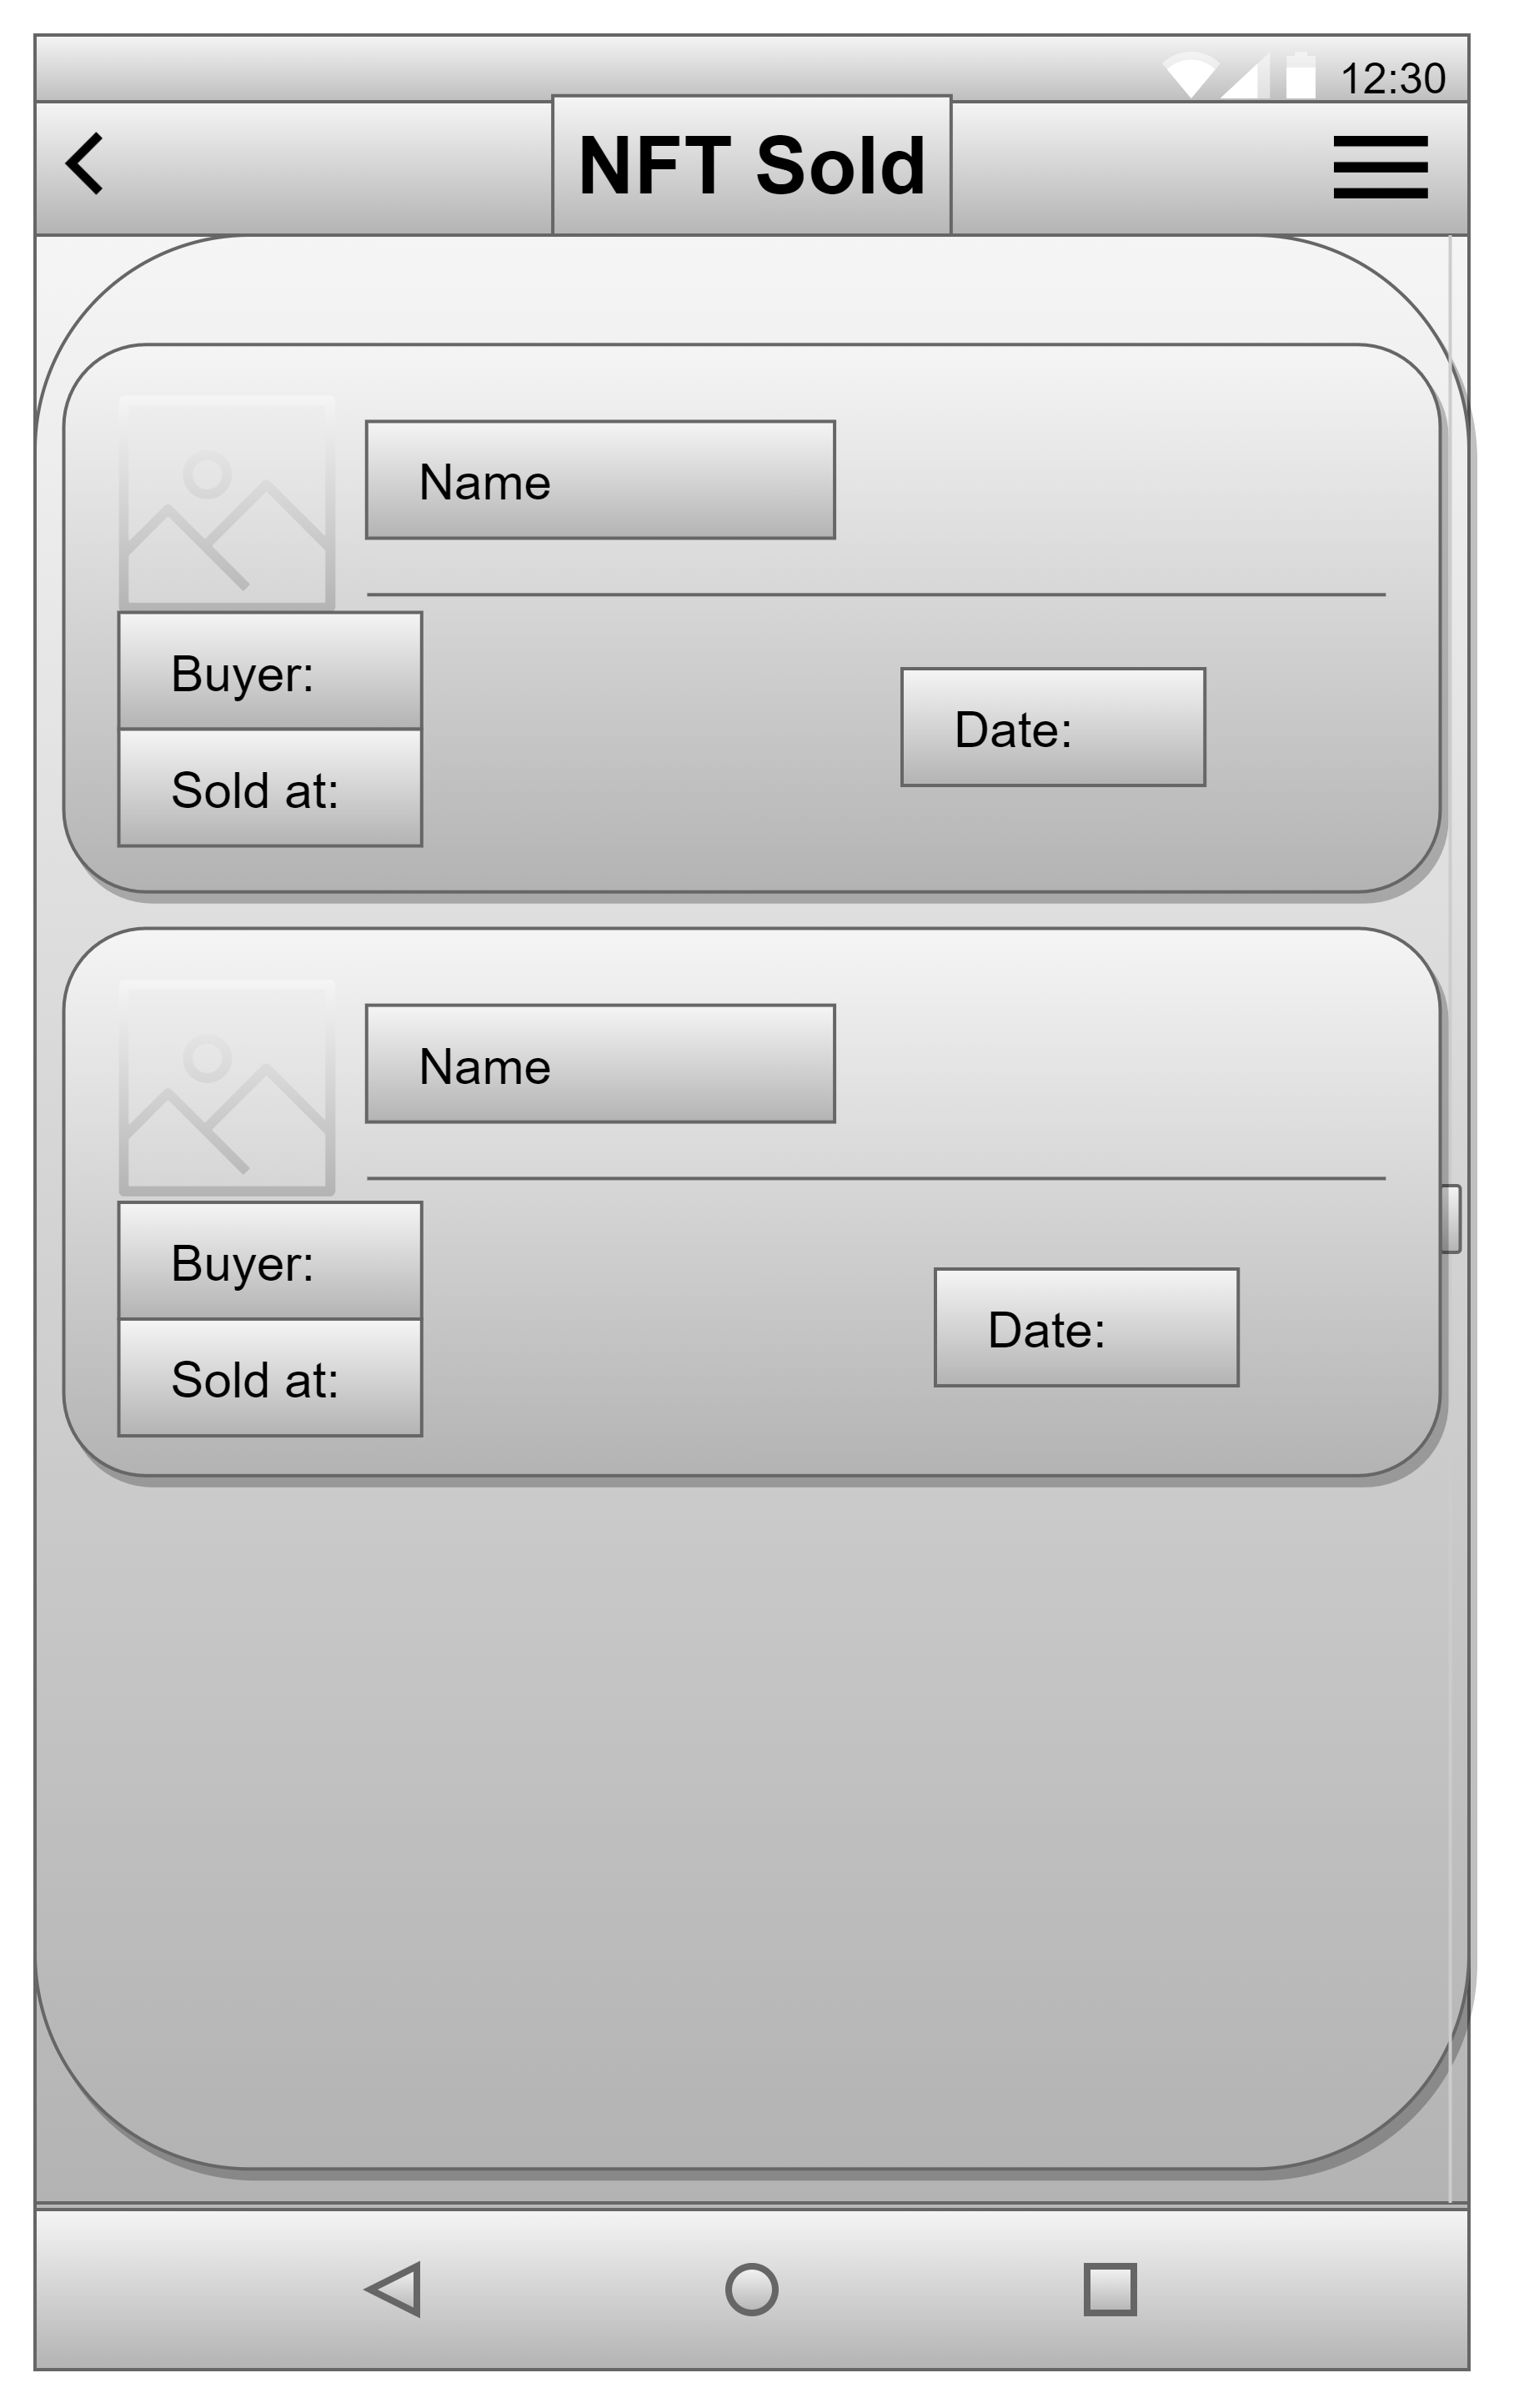 12:30
NFT Sold
Name
Buyer:
Date:
Sold at:
Name
Buyer:
Date:
Sold at: